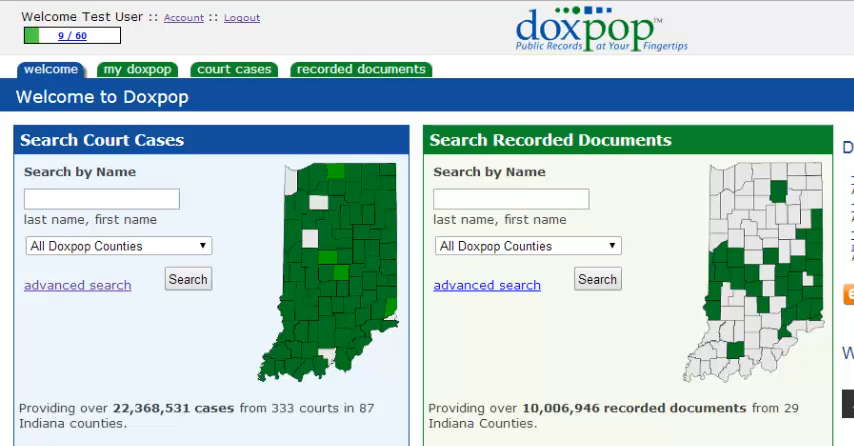 Welcome Test User :: Account :: Logout
9 / 60
doxpop™
Public Records at Your Fingertips
welcome
my doxpop
court cases
recorded documents
Welcome to Doxpop
Search Court Cases
Search by Name
last name, first name
All Doxpop Counties
advanced search
Search
Providing over 22,368,531 cases from 333 courts in 87
Indiana counties.
Search Recorded Documents
Search by Name
last name, first name
All Doxpop Counties
advanced search
Search
Providing over 10,006,946 recorded documents from 29
Indiana counties.
D
W